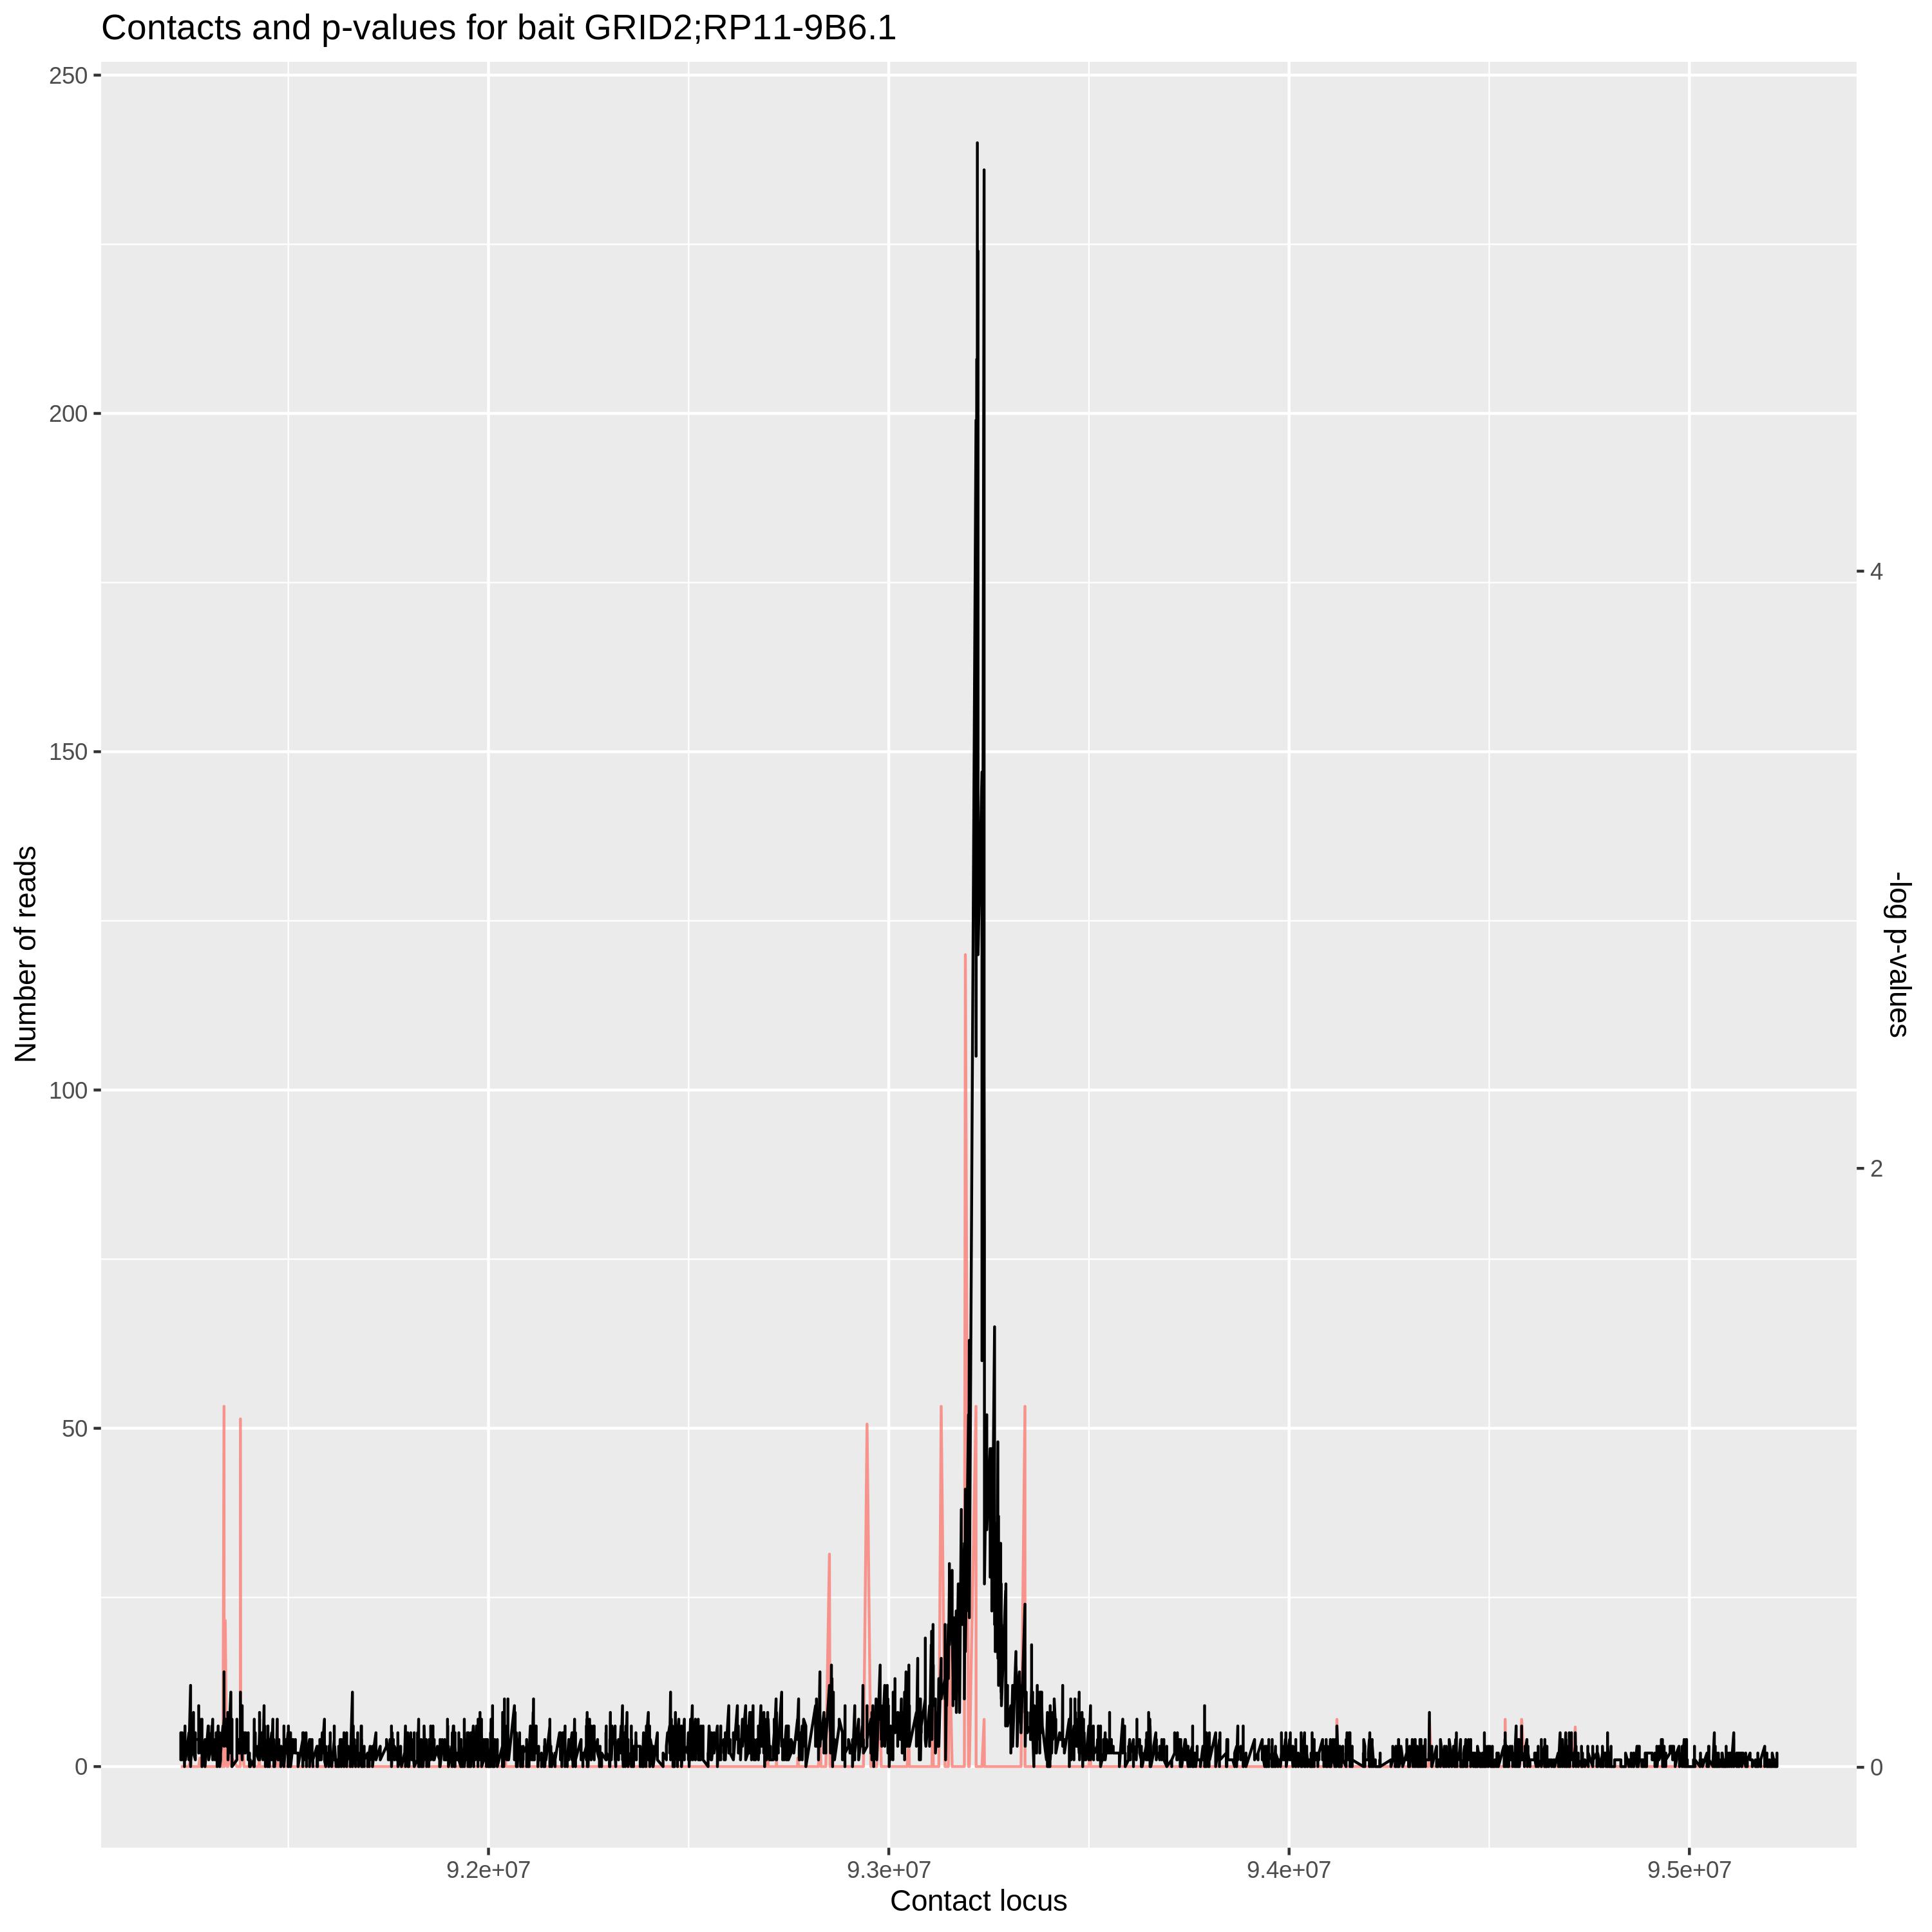 Contacts and p-values for bait GRID2;RP11-9B6.1
250
200
150
100
50
0
Number of reads
4
2
0
-log p-values
9.2e+07
9.3e+07
9.4e+07
9.5e+07
Contact locus